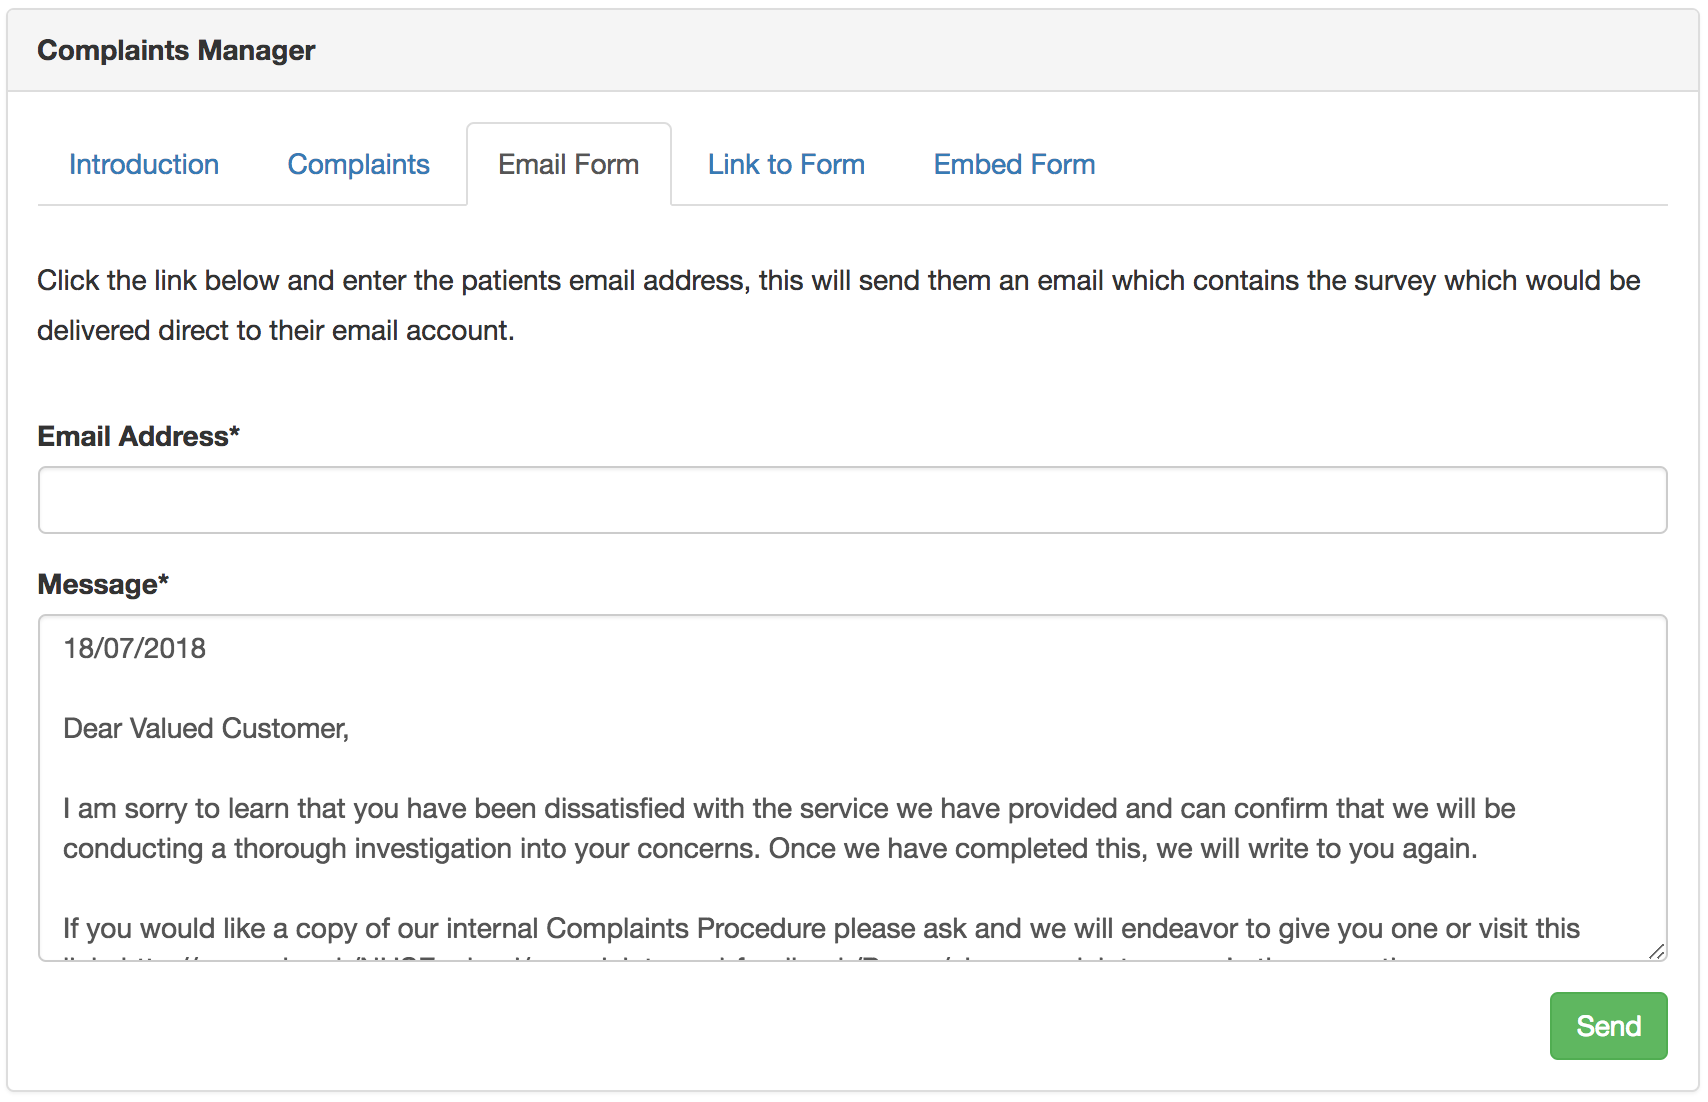 Complaints Manager
Introduction Complaints Email Form Link to Form Embed Form
Click the link below and enter the patients email address, this will send them an email which contains the survey which would be
delivered direct to their email account.
Email Address*
Message*
18/07/2018
Dear Valued Customer,
I am sorry to learn that you have been dissatisfied with the service we have provided and can confirm that we will be
conducting a thorough investigation into your concerns. Once we have completed this, we will write to you again.
If you would like a copy of our internal Complaints Procedure please ask and we will endeavor to give you one or visit this
Send